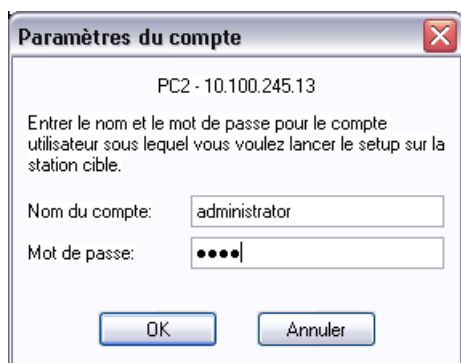 Paramètres du compte
PC2 - 10.100.245.13
Entrer le nom et le mot de passe pour le compte
utilisateur sous lequel vous voulez lancer le setup sur la
station cible.
Nom du compte: administrator
Mot de passe: ●●●●
OK Annuler